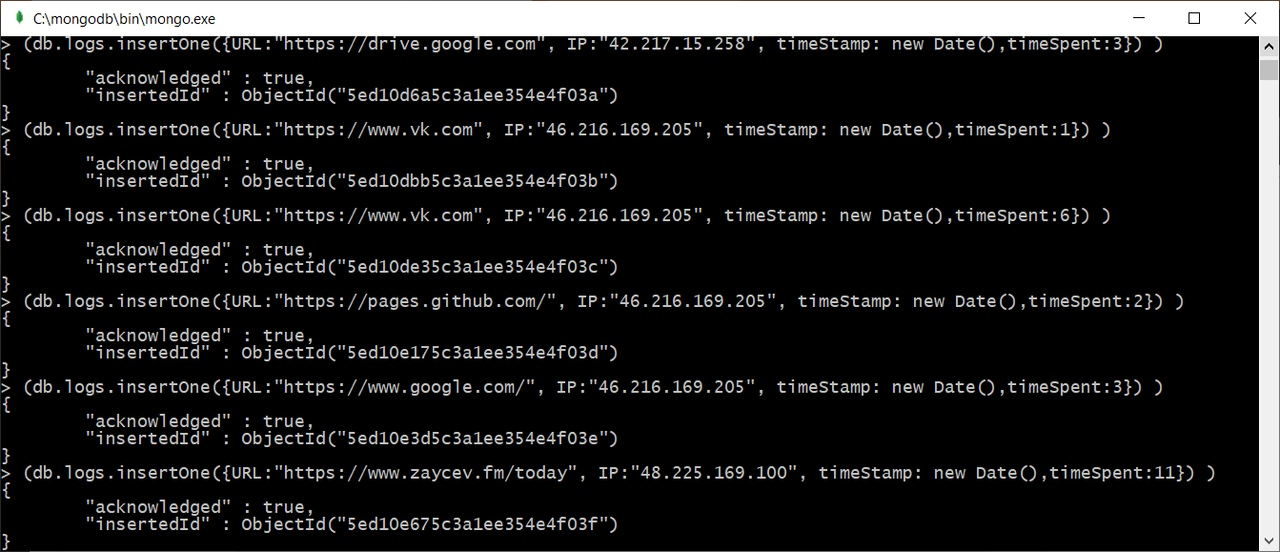 C:\mongodb\bin\mongo.exe
> (db.logs.insertOne({URL:"https://drive.google.com", IP:"42.217.15.258", timeStamp: new Date(),timeSpent:3}) )
{
        "acknowledged" : true,
        "insertedId" : ObjectId("5ed10d6a5c3a1ee354e4f03a")
}
> (db.logs.insertOne({URL:"https://www.vk.com", IP:"46.216.169.205", timeStamp: new Date(),timeSpent:1}) )
{
        "acknowledged" : true,
        "insertedId" : ObjectId("5ed10dbb5c3a1ee354e4f03b")
}
> (db.logs.insertOne({URL:"https://www.vk.com", IP:"46.216.169.205", timeStamp: new Date(),timeSpent:6}) )
{
        "acknowledged" : true,
        "insertedId" : ObjectId("5ed10de35c3a1ee354e4f03c")
}
> (db.logs.insertOne({URL:"https://pages.github.com/", IP:"46.216.169.205", timeStamp: new Date(),timeSpent:2}) )
{
        "acknowledged" : true,
        "insertedId" : ObjectId("5ed10e175c3a1ee354e4f03d")
}
> (db.logs.insertOne({URL:"https://www.google.com/", IP:"46.216.169.205", timeStamp: new Date(),timeSpent:3}) )
{
        "acknowledged" : true,
        "insertedId" : ObjectId("5ed10e3d5c3a1ee354e4f03e")
}
> (db.logs.insertOne({URL:"https://www.zaycev.fm/today", IP:"48.225.169.100", timeStamp: new Date(),timeSpent:11}) )
{
        "acknowledged" : true,
        "insertedId" : ObjectId("5ed10e675c3a1ee354e4f03f")
}